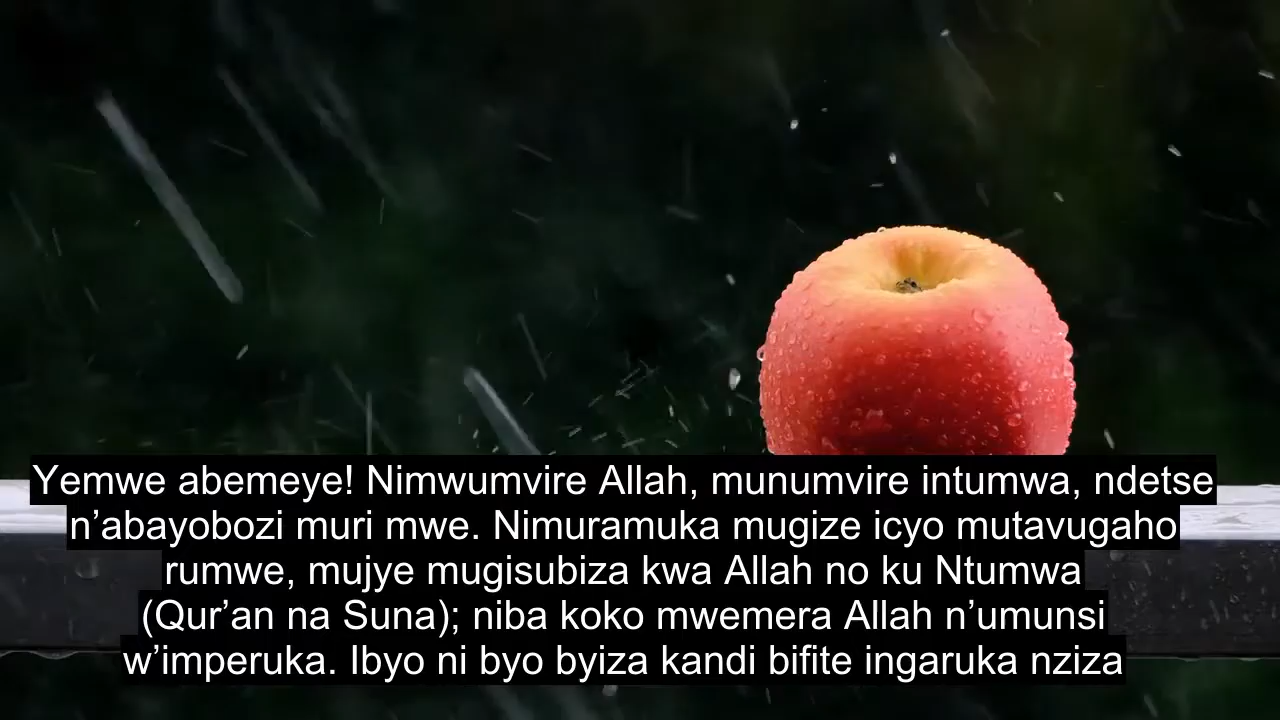 Yemwe abemeye! Nimwumvire Allah, munumvire intumwa, ndetse
n’abayobozi muri mwe. Nimuramuka mugize icyo mutavugaho
rumwe, mujye mugisubiza kwa Allah no ku Ntumwa
(Qur’an na Suna); niba koko mwemera Allah n’umunsi
w’imperuka. Ibyo ni byo byiza kandi bifite ingaruka nziza